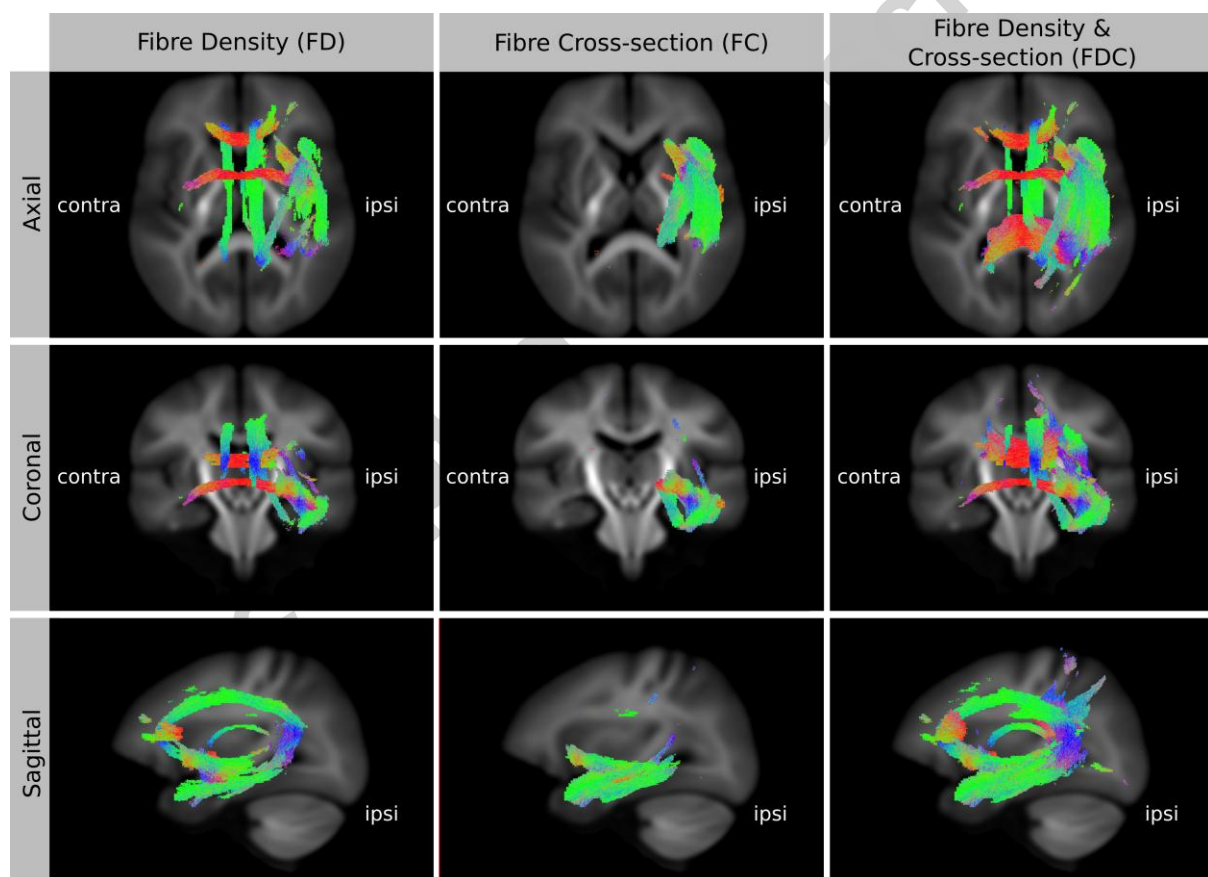 Fibre Density (FD)
Fibre Cross-section (FC)
Fibre Density &
Cross-section (FDC)
Axial
contra
ipsi
contra
ipsi
contra
ipsi
Coronal
contra
ipsi
contra
ipsi
contra
ipsi
Sagittal
ipsi
ipsi
ipsi